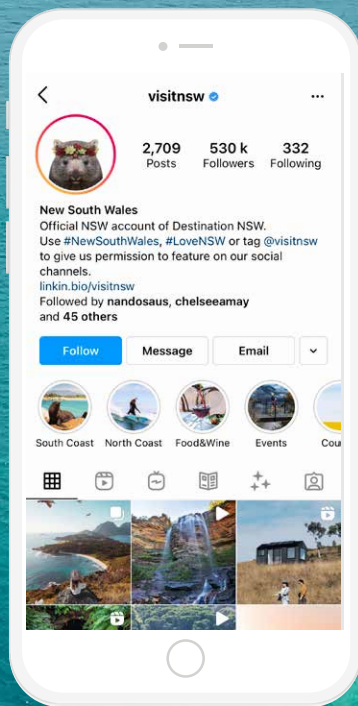 visitnsw
2,709 530 k 332
Posts Followers Following
New South Wales
Official NSW account of Destination NSW.
Use #NewSouthWales, #LoveNSW or tag @visitnsw
to give us permission to feature on our social
channels.
linkin.bio/visitnsw
Followed by nandosaus, chelseeamay
and 45 others
Follow Message Email
South Coast North Coast Food&Wine Events Cou